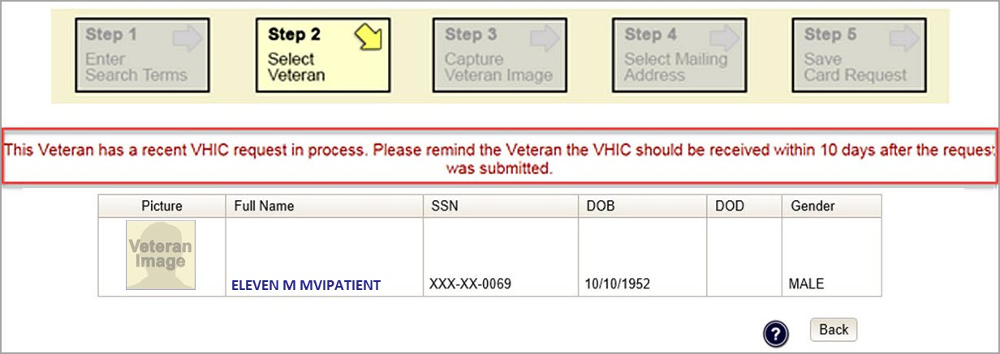 Step 1
Enter
Search Terms
Step 2
Select
Veteran
Step 3
Capture
Veteran Image
Step 4
Select Mailing
Address
Step 5
Save
Card Request
This Veteran has a recent VHIC request in process. Please remind the Veteran the VHIC should be received within 10 days after the request
was submitted.
Picture Full Name SSN DOB DOD Gender
Veteran
Image
ELEVEN M MVIPATIENT XXX-XX-0069 10/10/1952 MALE
? Back